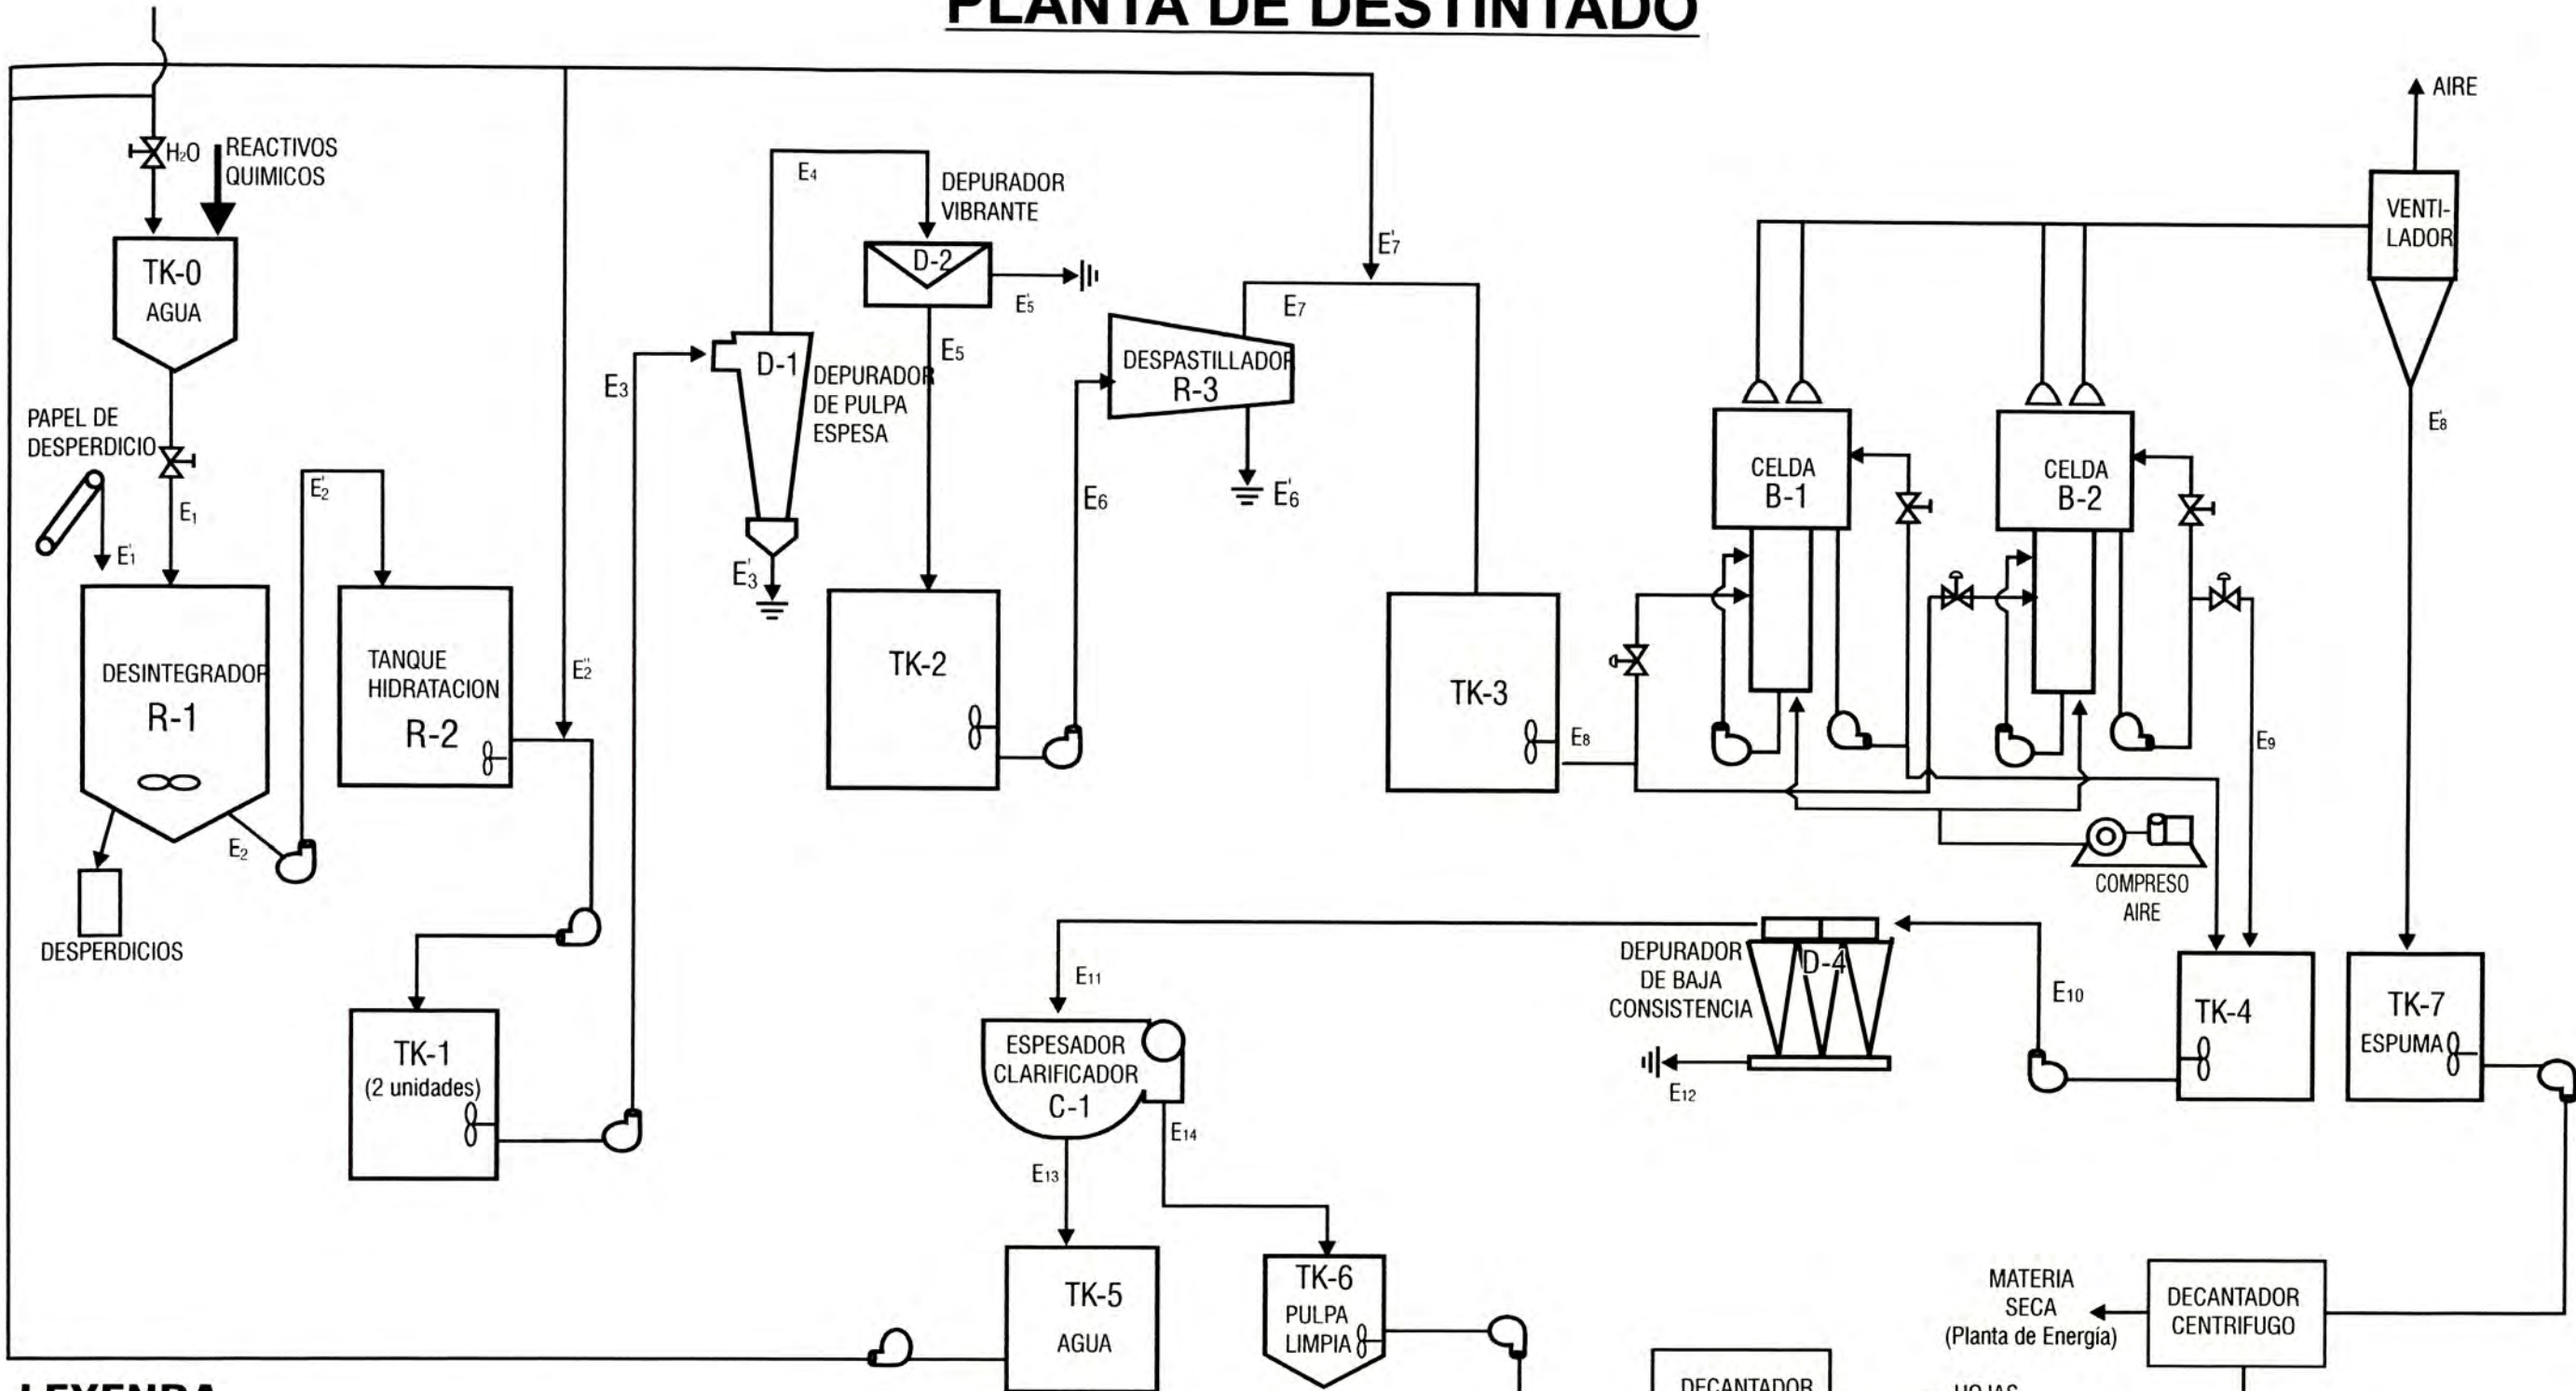 PLANTA DE DESTINTADO
H₂O
REACTIVOS
QUIMICOS
TK-0
AGUA
PAPEL DE
DESPERDICIO
E₁
E'₁
DESINTEGRADOR
R-1
E₂
DESPERDICIOS
E'₂
TANQUE
HIDRATACION
R-2
E''₂
TK-1
(2 unidades)
E₃
D-1
DEPURADOR
DE PULPA
ESPESA
E'₃
E₄
DEPURADOR
VIBRANTE
D-2
E'₅
E₅
TK-2
E₆
DESPASTILLADOR
R-3
E'₆
E₇
E'₇
TK-3
E₈
CELDA
B-1
CELDA
B-2
AIRE
VENTI-
LADOR
E'₈
E₉
COMPRESO
AIRE
TK-4
TK-7
ESPUMA
E₁₀
DEPURADOR
DE BAJA
CONSISTENCIA
D-4
E₁₂
E₁₁
ESPESADOR
CLARIFICADOR
C-1
E₁₃
E₁₄
TK-5
AGUA
TK-6
PULPA
LIMPIA
MATERIA
SECA
(Planta de Energía)
DECANTADOR
CENTRIFUGO
DECANTADOR
HOJAS
LEYENDA